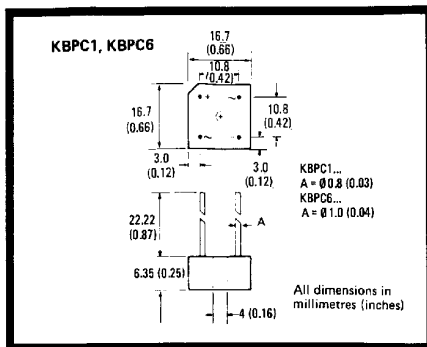 KBPC1, KBPC6
16.7
(0.66)
10.8
(0.42)
16.7
(0.66)
+ ~
~ -
10.8
(0.42)
3.0
(0.12)
3.0
(0.12)
KBPC1...
A = Ø 0.8 (0.03)
KBPC6...
A = Ø 1.0 (0.04)
22.22
(0.87)
A
6.35 (0.25)
4 (0.16)
All dimensions in
millimetres (inches)